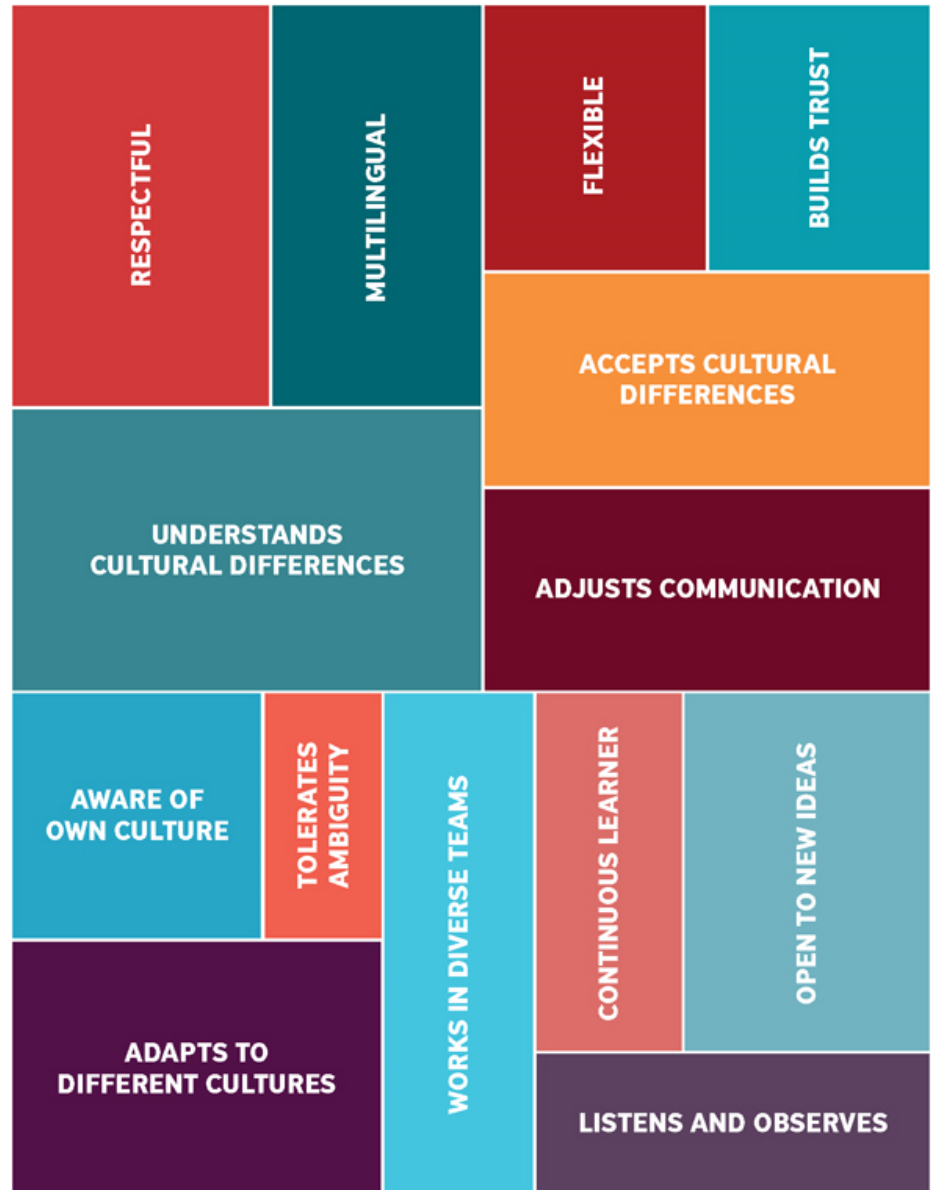 RESPECTFUL
MULTILINGUAL
FLEXIBLE
BUILDS TRUST
ACCEPTS CULTURAL
DIFFERENCES
UNDERSTANDS
CULTURAL DIFFERENCES
ADJUSTS COMMUNICATION
AWARE OF
OWN CULTURE
TOLERATES
AMBIGUITY
WORKS IN DIVERSE TEAMS
CONTINUOUS LEARNER
OPEN TO NEW IDEAS
ADAPTS TO
DIFFERENT CULTURES
LISTENS AND OBSERVES